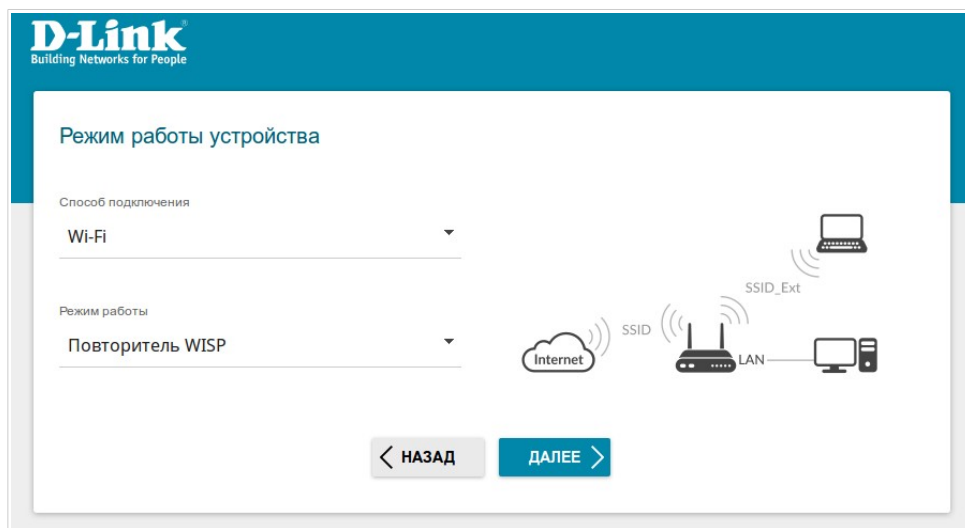 D-Link
Building Networks for People
Режим работы устройства
Способ подключения
Wi-Fi
Режим работы
Повторитель WISP
SSID_Ext
SSID
Internet
LAN
НАЗАД
ДАЛЕЕ